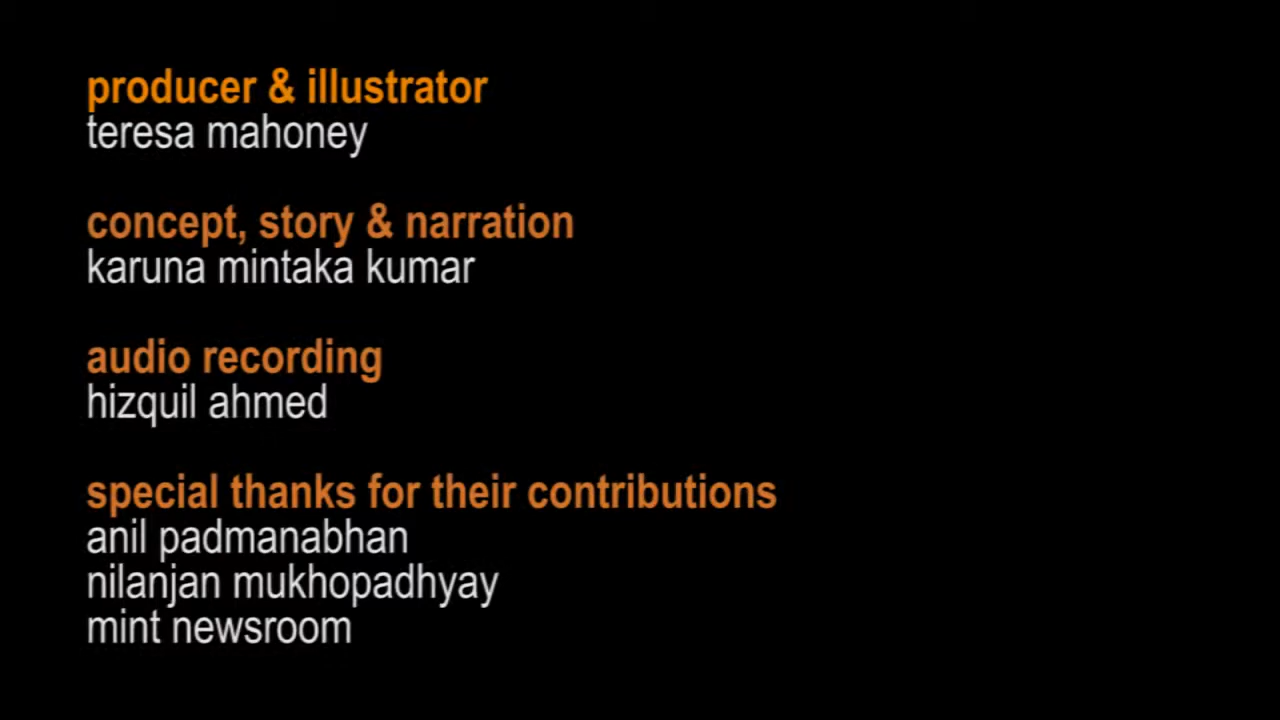 producer & illustrator
teresa mahoney
concept, story & narration
karuna mintaka kumar
audio recording
hizquil ahmed
special thanks for their contributions
anil padmanabhan
nilanjan mukhopadhyay
mint newsroom